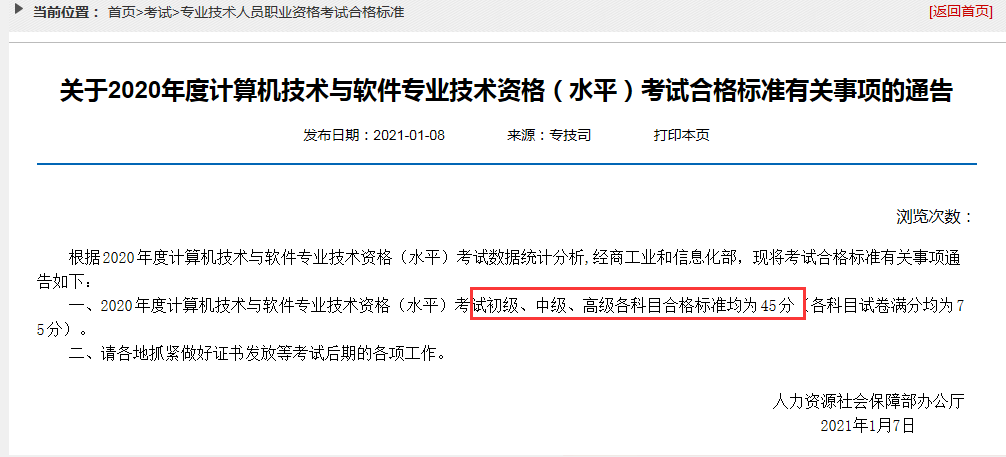 当前位置： 首页>考试>专业技术人员职业资格考试合格标准 [返回首页]
关于2020年度计算机技术与软件专业技术资格（水平）考试合格标准有关事项的通告
发布日期：2021-01-08 来源：专技司 打印本页
浏览次数：
根据2020年度计算机技术与软件专业技术资格（水平）考试数据统计分析,经商工业和信息化部，现将考试合格标准有关事项通
告如下：
一、2020年度计算机技术与软件专业技术资格（水平）考试初级、中级、高级各科目合格标准均为45分（各科目试卷满分均为7
5分）。
二、请各地抓紧做好证书发放等考试后期的各项工作。
人力资源社会保障部办公厅
2021年1月7日